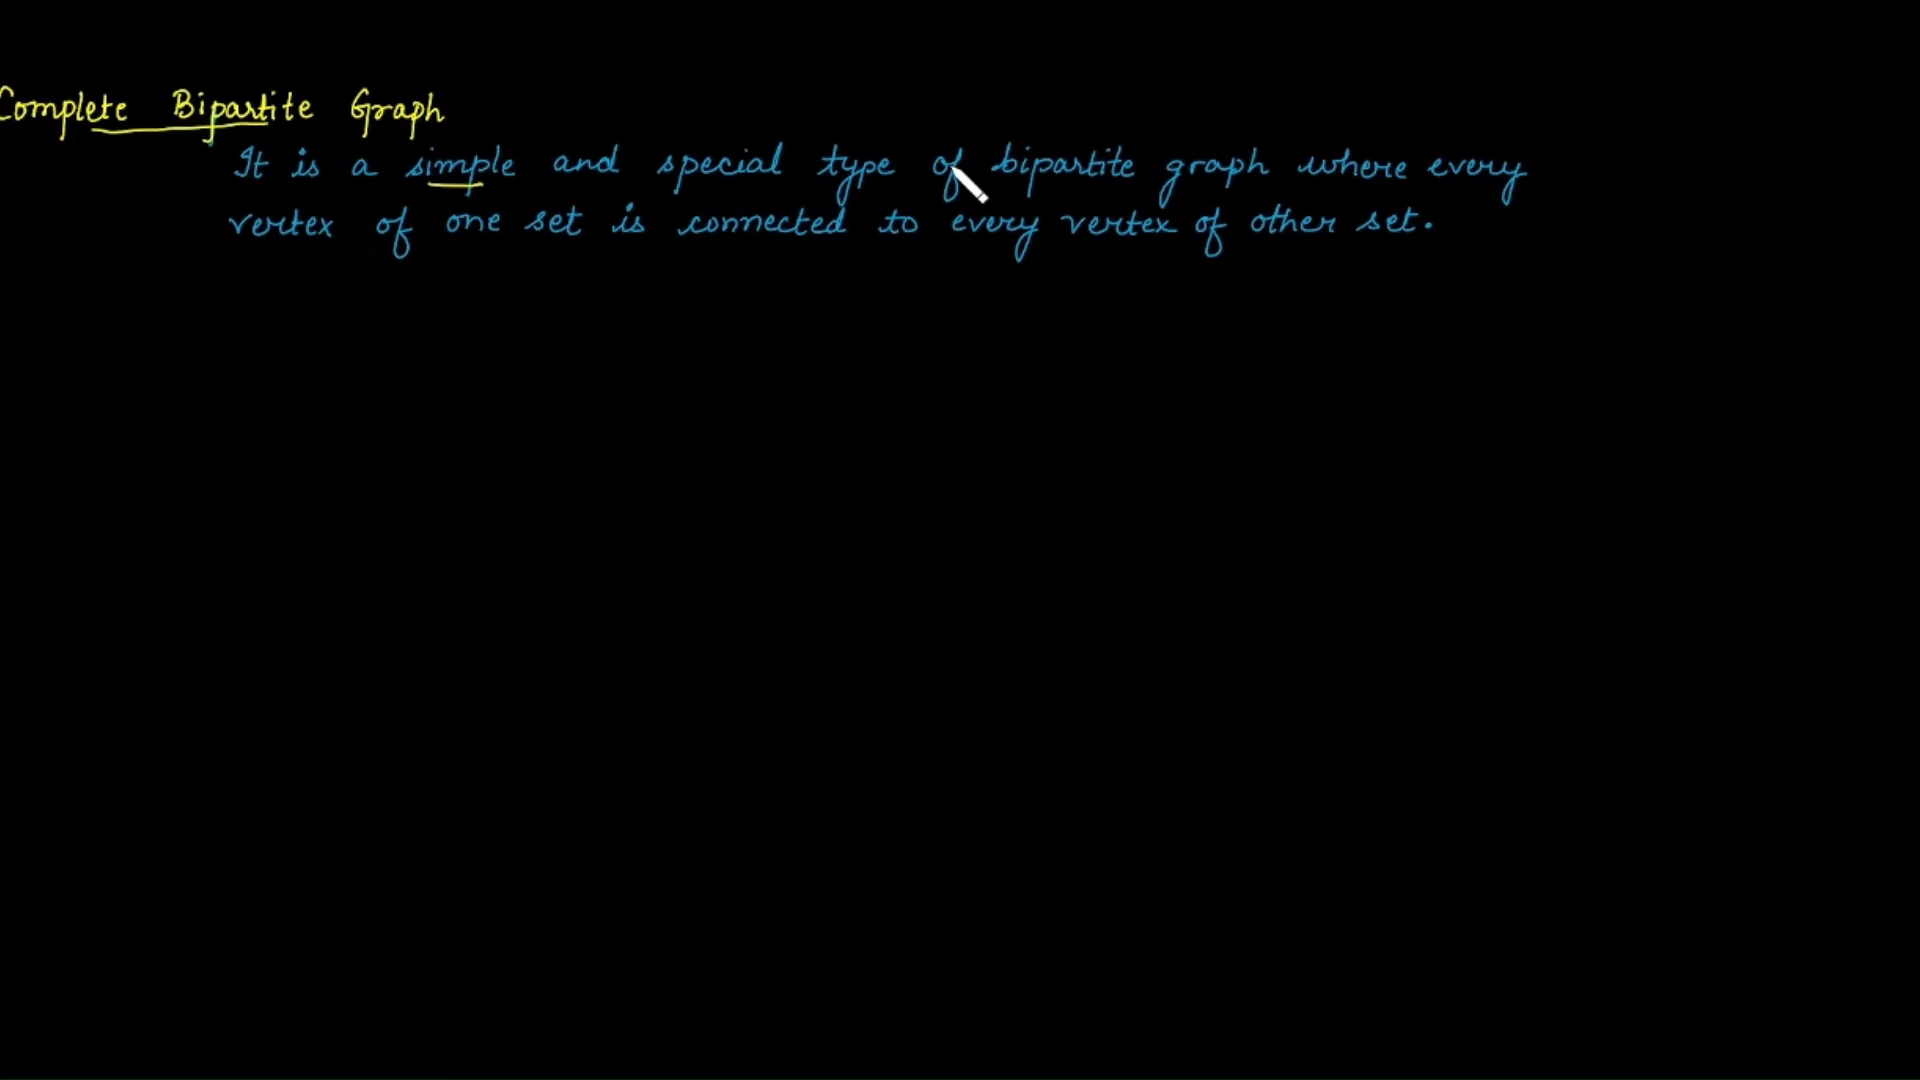 Complete Bipartite Graph
It is a simple and special type of bipartite graph where every
vertex of one set is connected to every vertex of other set.